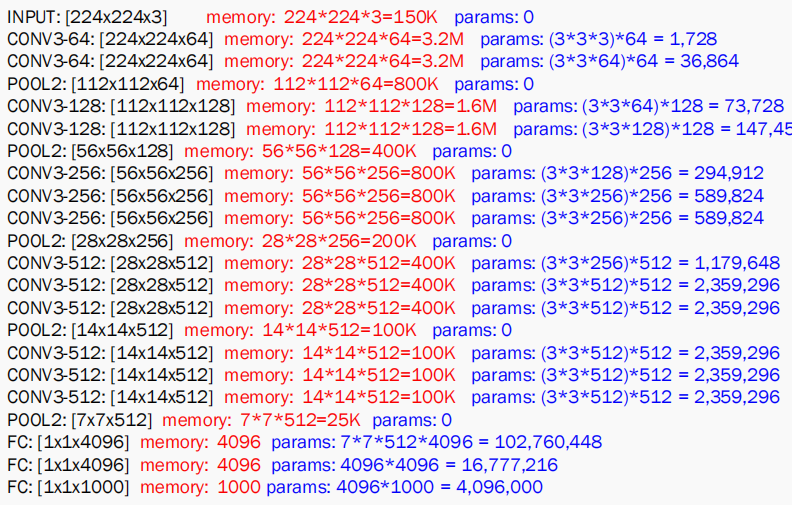 INPUT: [224x224x3] memory: 224*224*3=150K params: 0
CONV3-64: [224x224x64] memory: 224*224*64=3.2M params: (3*3*3)*64 = 1,728
CONV3-64: [224x224x64] memory: 224*224*64=3.2M params: (3*3*64)*64 = 36,864
POOL2: [112x112x64] memory: 112*112*64=800K params: 0
CONV3-128: [112x112x128] memory: 112*112*128=1.6M params: (3*3*64)*128 = 73,728
CONV3-128: [112x112x128] memory: 112*112*128=1.6M params: (3*3*128)*128 = 147,45
POOL2: [56x56x128] memory: 56*56*128=400K params: 0
CONV3-256: [56x56x256] memory: 56*56*256=800K params: (3*3*128)*256 = 294,912
CONV3-256: [56x56x256] memory: 56*56*256=800K params: (3*3*256)*256 = 589,824
CONV3-256: [56x56x256] memory: 56*56*256=800K params: (3*3*256)*256 = 589,824
POOL2: [28x28x256] memory: 28*28*256=200K params: 0
CONV3-512: [28x28x512] memory: 28*28*512=400K params: (3*3*256)*512 = 1,179,648
CONV3-512: [28x28x512] memory: 28*28*512=400K params: (3*3*512)*512 = 2,359,296
CONV3-512: [28x28x512] memory: 28*28*512=400K params: (3*3*512)*512 = 2,359,296
POOL2: [14x14x512] memory: 14*14*512=100K params: 0
CONV3-512: [14x14x512] memory: 14*14*512=100K params: (3*3*512)*512 = 2,359,296
CONV3-512: [14x14x512] memory: 14*14*512=100K params: (3*3*512)*512 = 2,359,296
CONV3-512: [14x14x512] memory: 14*14*512=100K params: (3*3*512)*512 = 2,359,296
POOL2: [7x7x512] memory: 7*7*512=25K params: 0
FC: [1x1x4096] memory: 4096 params: 7*7*512*4096 = 102,760,448
FC: [1x1x4096] memory: 4096 params: 4096*4096 = 16,777,216
FC: [1x1x1000] memory: 1000 params: 4096*1000 = 4,096,000